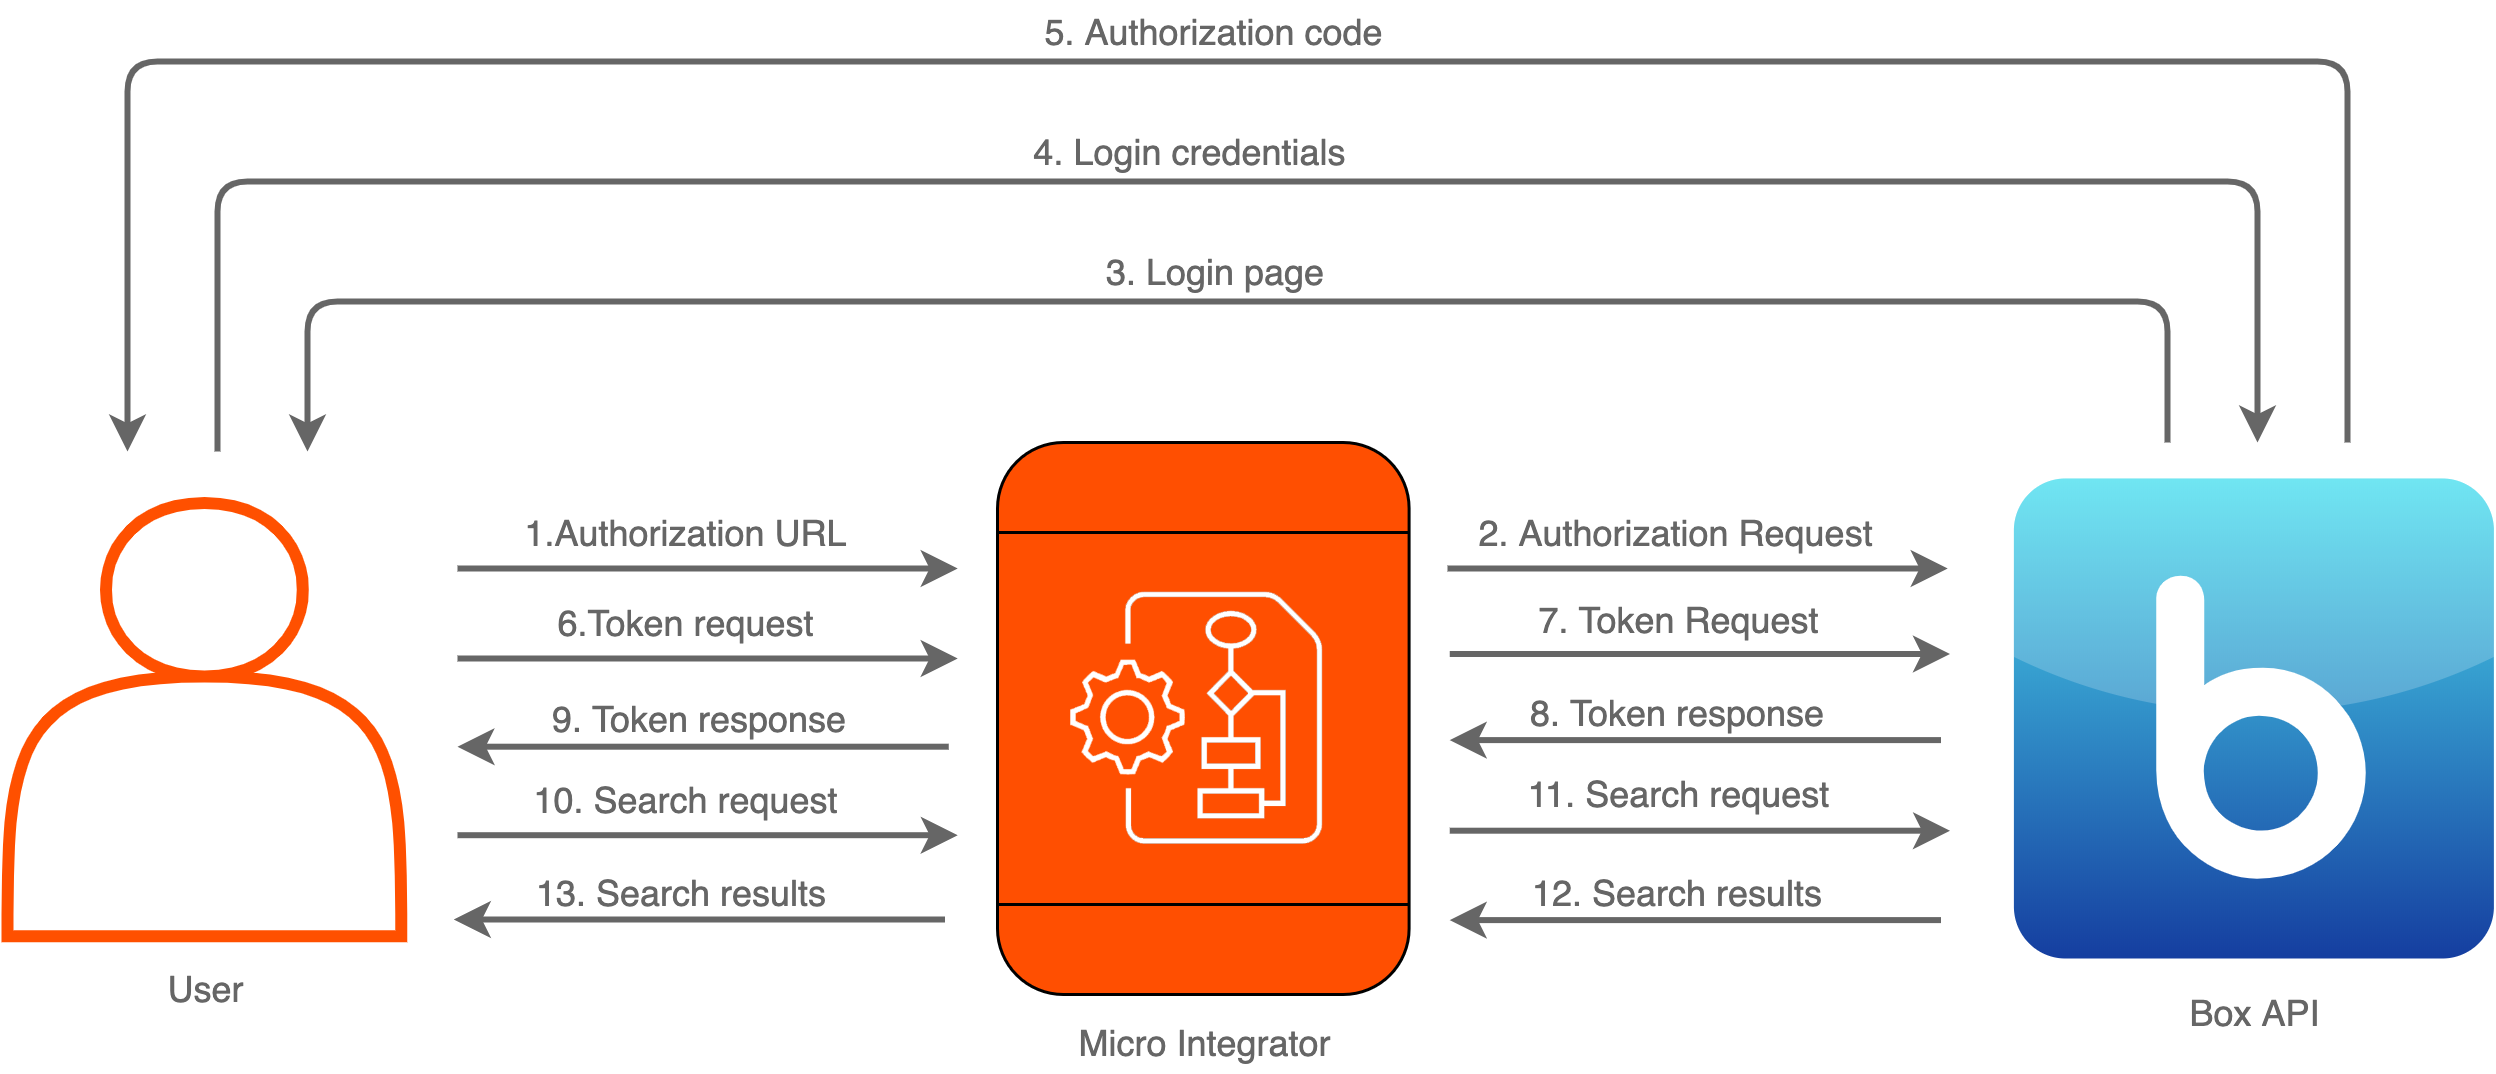 5. Authorization code
4. Login credentials
3. Login page
1.Authorization URL
2. Authorization Request
6.Token request
7. Token Request
9. Token response
8. Token response
10. Search request
11. Search request
13. Search results
12. Search results
User
Box API
Micro Integrator